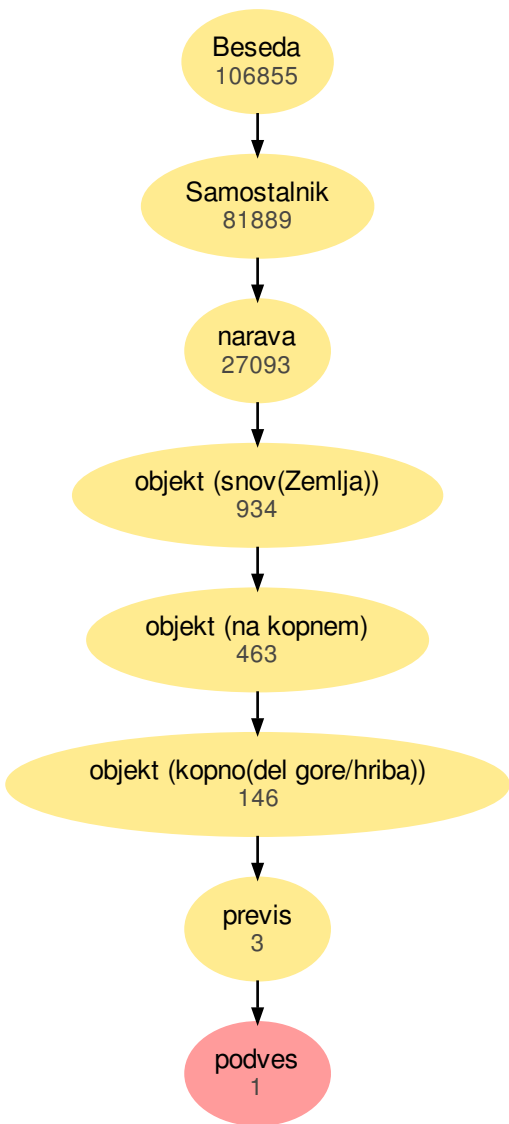 Beseda
106855
Samostalnik
81889
narava
27093
objekt (snov(Zemlja))
934
objekt (na kopnem)
463
objekt (kopno(del gore/hriba))
146
previs
3
podves
1